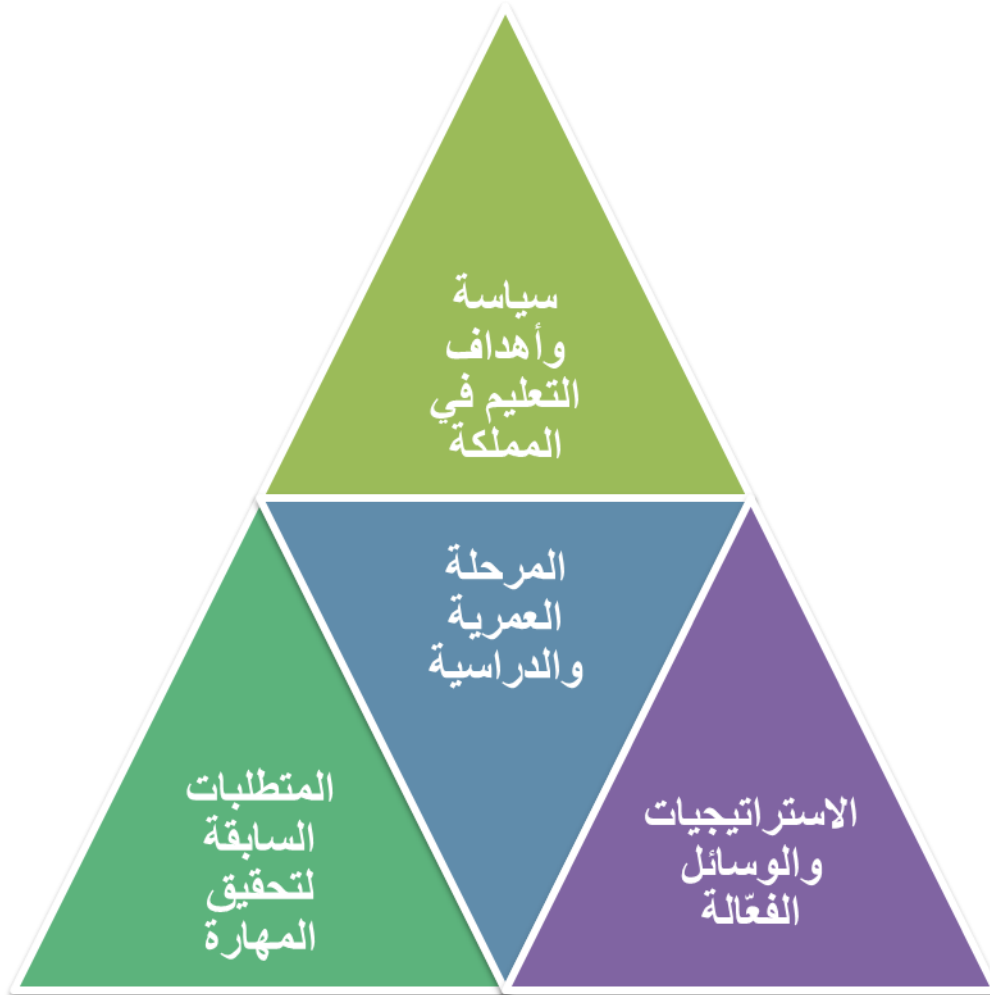 سياسة
وأهداف
التعليم في
المملكة
المرحلة
العمرية
والدراسية
الاستراتيجيات
والوسائل
الفعّالة
المتطلبات
السابقة
لتحقيق
المهارة